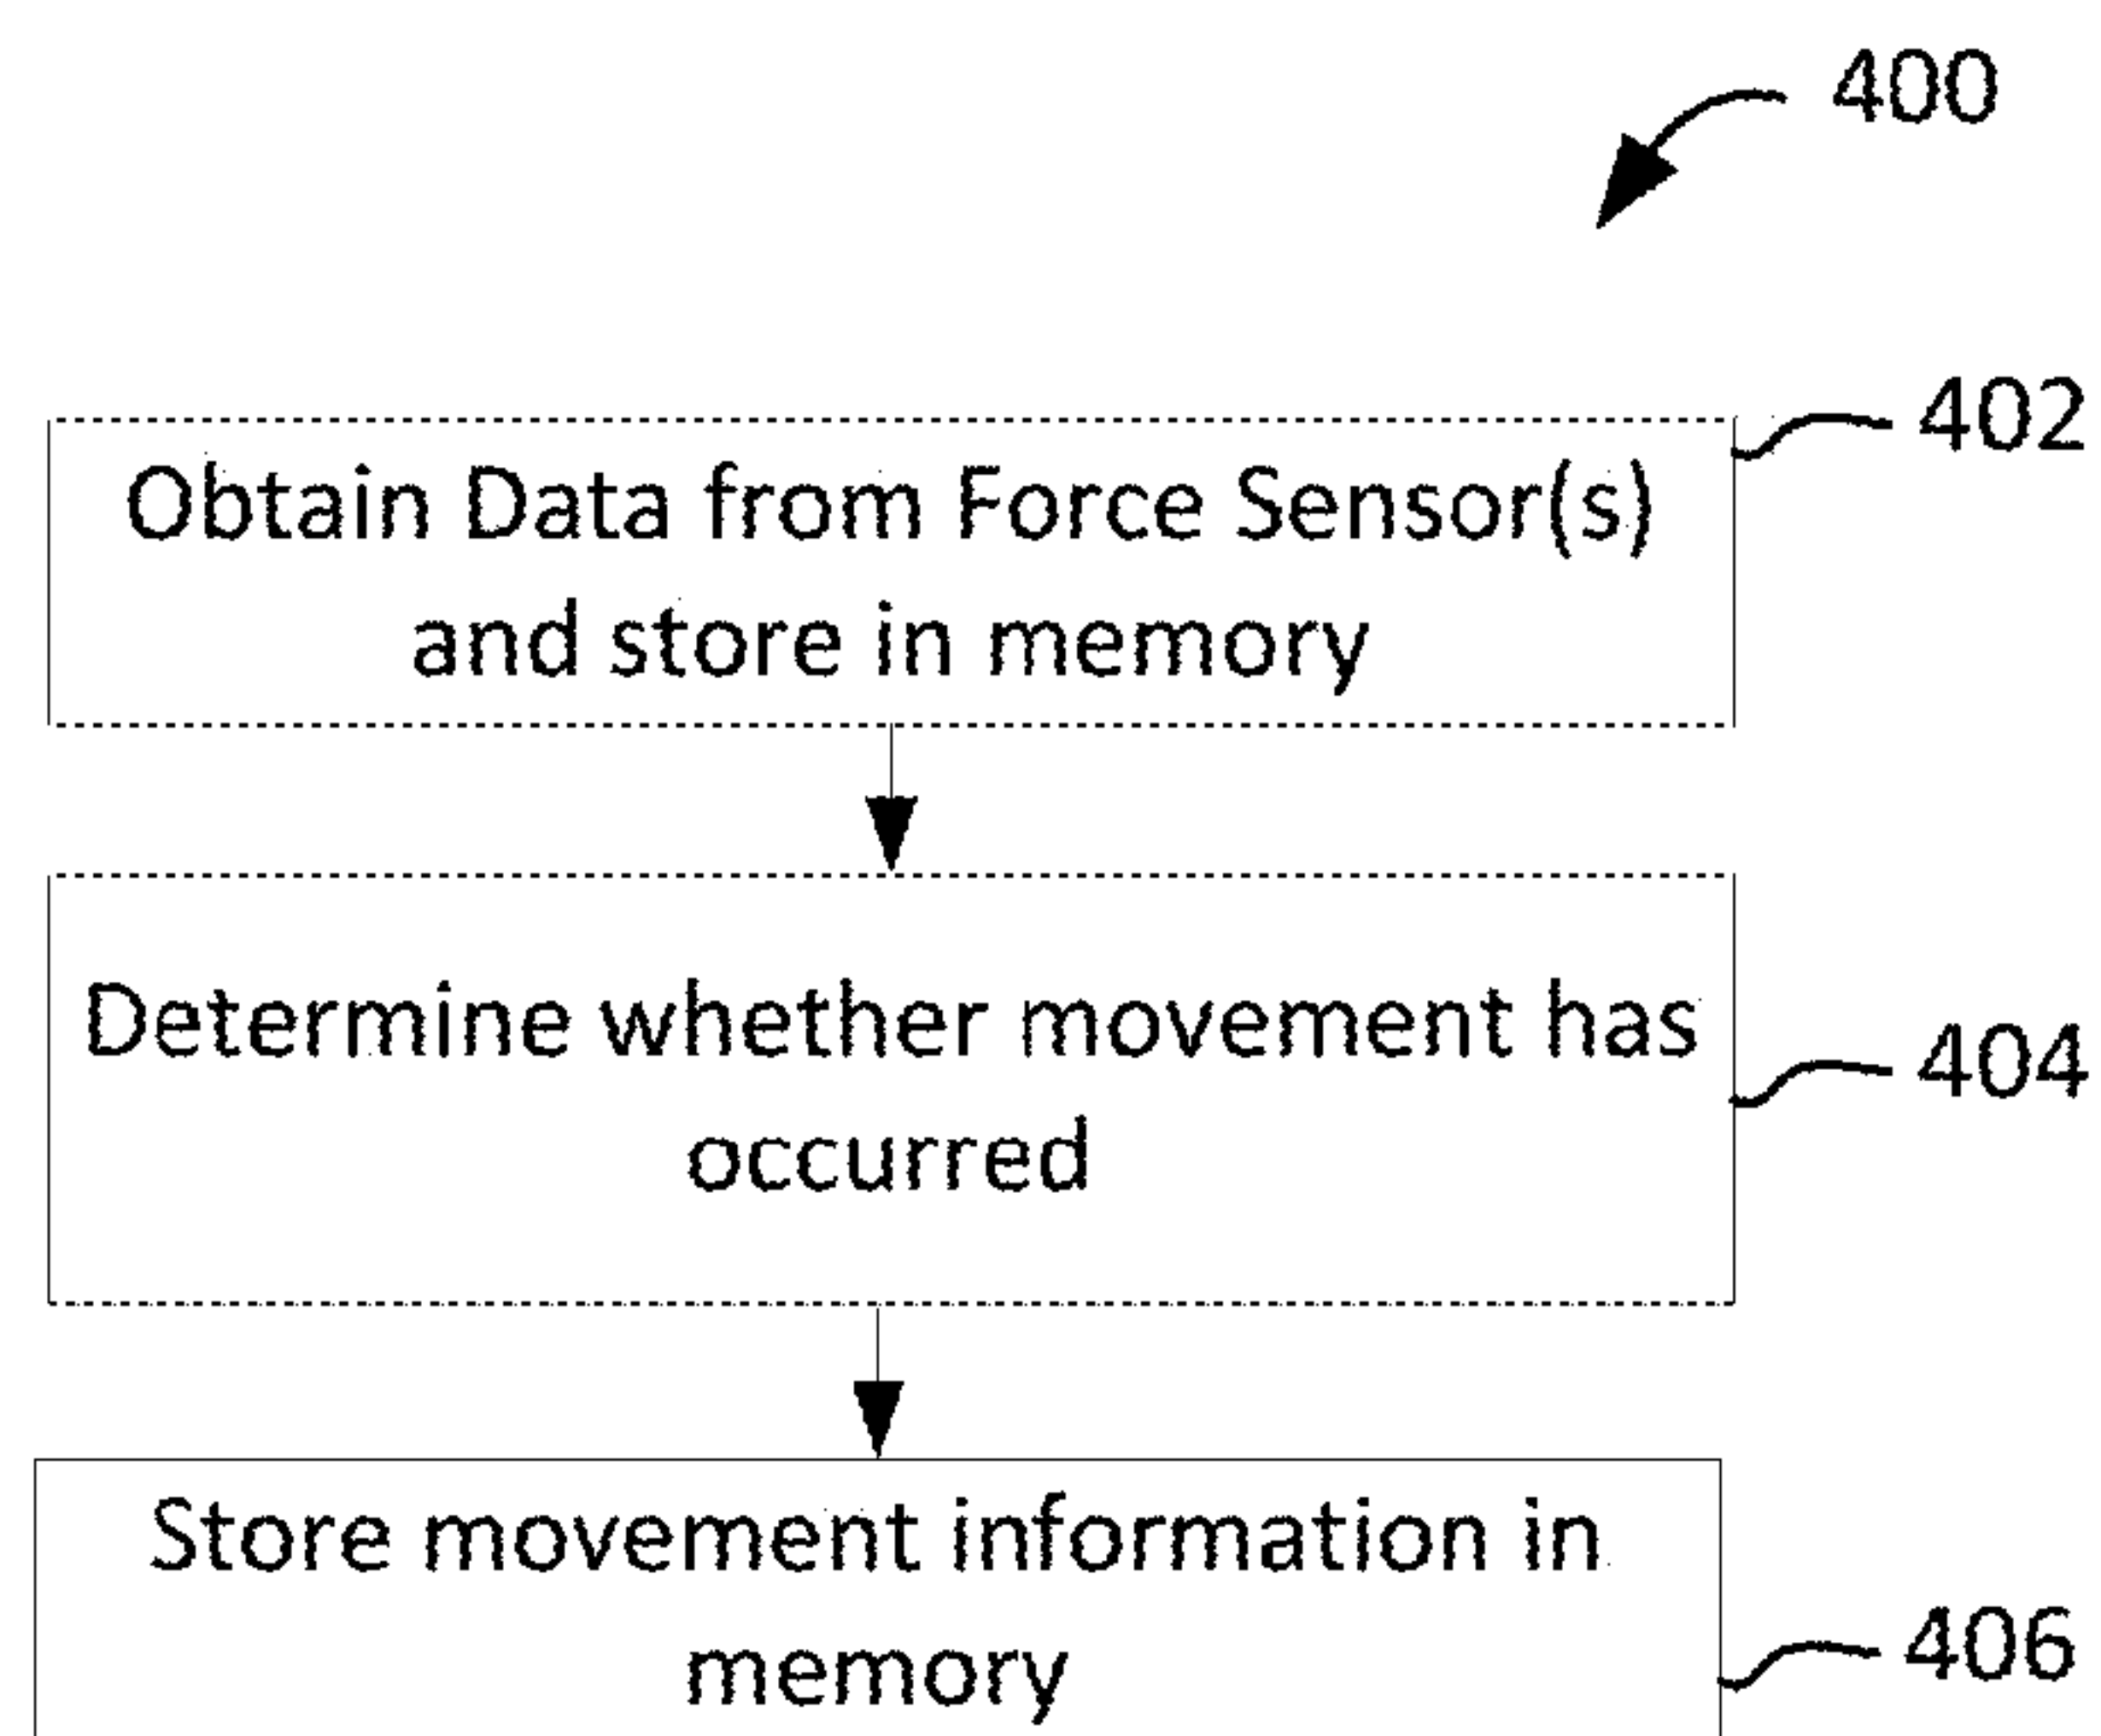 400
402
Obtain Data from Force Sensor(s)
and store in memory
Determine whether movement has
404
occurred
Store movement information in
406
memory